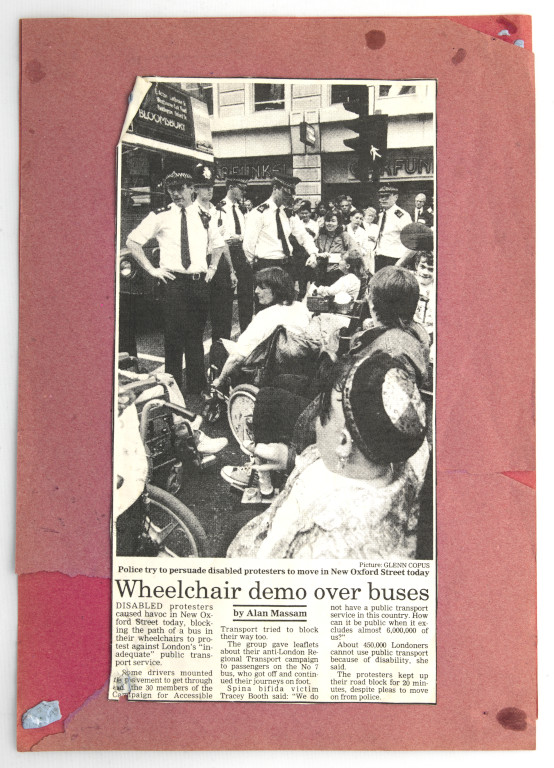 BLOOMSBURY
Picture: GLENN COPUS
Police try to persuade disabled protesters to move in New Oxford Street today
Wheelchair demo over buses
by Alan Massam
DISABLED protesters
caused havoc in New Ox-
ford Street today, block-
ing the path of a bus in
their wheelchairs to pro-
test against London's "in-
adequate" public trans-
port service.
Some drivers mounted
the pavement to get through
and the 30 members of the
Campaign for Accessible
Transport tried to block
their way too.
The group gave leaflets
about their anti-London Re-
gional Transport campaign
to passengers on the No 7
bus, who got off and contin-
ued their journeys on foot.
Spina bifida victim
Tracey Booth said: "We do
not have a public transport
service in this country. How
can it be public when it ex-
cludes almost 6,000,000 of
us?"
About 450,000 Londoners
cannot use public transport
because of disability, she
said.
The protesters kept up
their road block for 20 min-
utes, despite pleas to move
on from police.